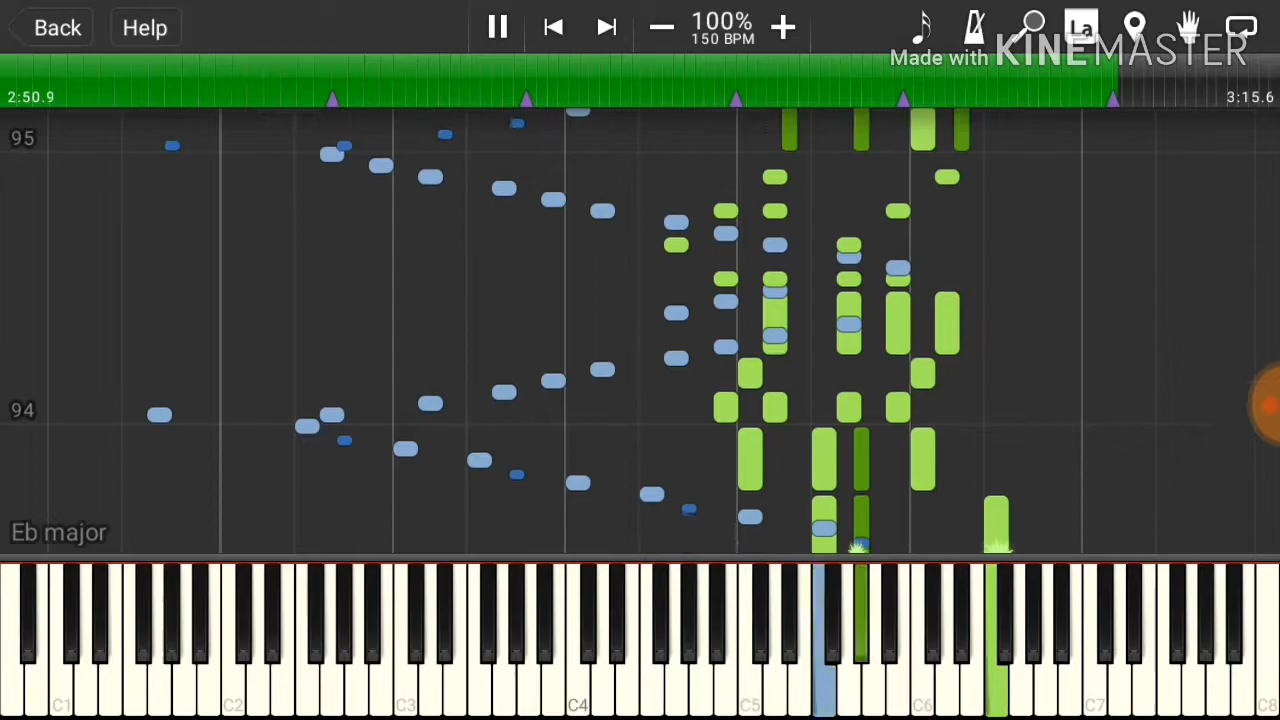 Back
Help
100%
150 BPM
La
Made with KINEMASTER
2:50.9
3:15.6
95
94
Eb major
C1 C2 C3 C4 C5 C6 C7 C8